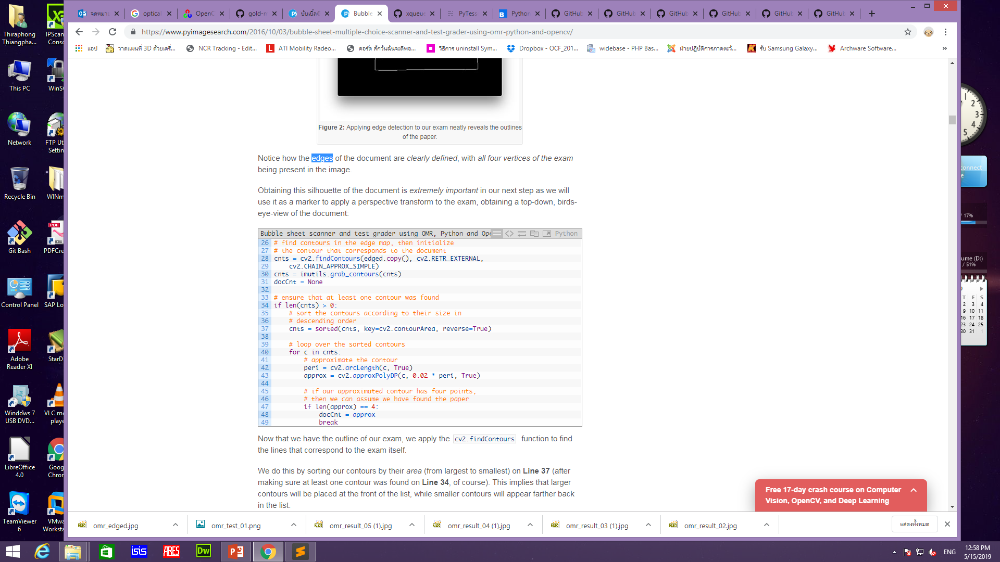 Thiraphong
Thiangpha...
IPScan
Conso
This PC
WinSC
Network
FTP Uti
Settin
Recycle Bin
WINm
Git Bash
PDFCre
Control Panel
SAP Lo
Adobe
Reader XI
StarD
Windows 7
USB DVD...
VLC me
playe
LibreOffice
4.0
Goog
Chron
TeamViewer
6
VMwa
Worksta
จดหมาย
optical
OpenC
gold-m
Bubble
xqueue
PyTess
Python
GitHub
GitHub
GitHub
GitHub
GitHub
GitHub
https://www.pyimagesearch.com/2016/10/03/bubble-sheet-multiple-choice-scanner-and-test-grader-using-omr-python-and-opencv/
แอป
วาดแผนที่ 3D ด้วยเครื่...
NCR Tracking - Edit...
ATI Mobility Radeo...
คอร์ด สักวันฉันจะดีพอ...
วิธีการ uninstall Sym...
Dropbox - OCF_201...
widebase - PHP Bas...
ฝ่ายปฏิบัติการภาคตะวั...
รับ Samsung Galaxy...
Archware Software...
»
Figure 2: Applying edge detection to our exam neatly reveals the outlines
of the paper.
Notice how the edges of the document are clearly defined, with all four vertices of the exam
being present in the image.
Obtaining this silhouette of the document is extremely important in our next step as we will
use it as a marker to apply a perspective transform to the exam, obtaining a top-down, birds-
eye-view of the document:
Bubble sheet scanner and test grader using OMR, Python and Ope
Python
26 # find contours in the edge map, then initialize
27 # the contour that corresponds to the document
28 cnts = cv2.findContours(edged.copy(), cv2.RETR_EXTERNAL,
29     cv2.CHAIN_APPROX_SIMPLE)
30 cnts = imutils.grab_contours(cnts)
31 docCnt = None
32
33 # ensure that at least one contour was found
34 if len(cnts) > 0:
35     # sort the contours according to their size in
36     # descending order
37     cnts = sorted(cnts, key=cv2.contourArea, reverse=True)
38
39     # loop over the sorted contours
40     for c in cnts:
41         # approximate the contour
42         peri = cv2.arcLength(c, True)
43         approx = cv2.approxPolyDP(c, 0.02 * peri, True)
44
45         # if our approximated contour has four points,
46         # then we can assume we have found the paper
47         if len(approx) == 4:
48             docCnt = approx
49             break
Now that we have the outline of our exam, we apply the cv2.findContours function to find
the lines that correspond to the exam itself.
We do this by sorting our contours by their area (from largest to smallest) on Line 37 (after
making sure at least one contour was found on Line 34, of course). This implies that larger
contours will be placed at the front of the list, while smaller contours will appear farther back
in the list.
Free 17-day crash course on Computer
Vision, OpenCV, and Deep Learning
omr_edged.jpg
omr_test_01.png
omr_result_05 (1).jpg
omr_result_04 (1).jpg
omr_result_03 (1).jpg
omr_result_02.jpg
แสดงทั้งหมด
1
2
3
4
5
connect
e
/ 17%
ume (D:)
/ 51%
9
T F S
2 3 4
9 10 11
16 17 18
23 24 25
30 31 1
isis
ARES
Dw
ENG
12:58 PM
5/15/2019